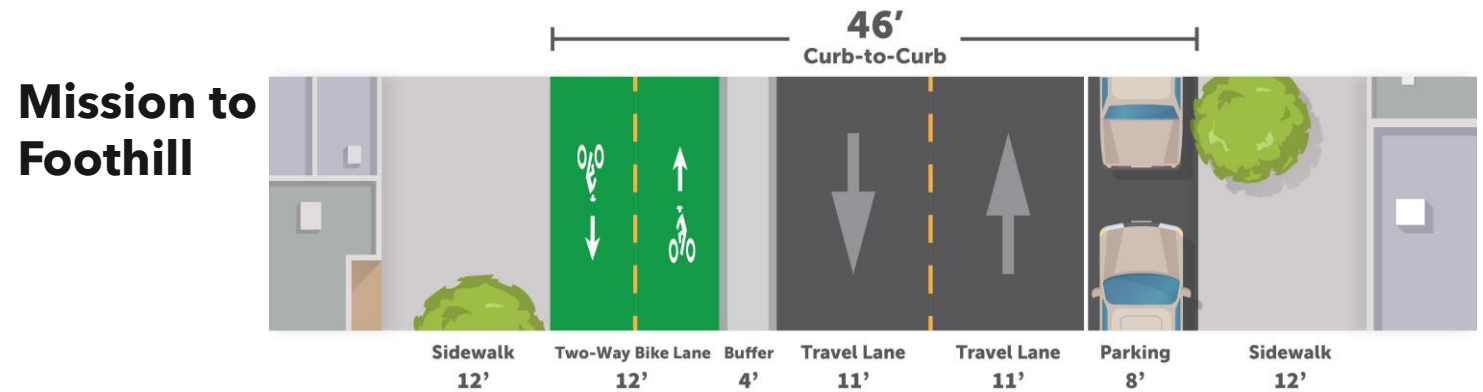 46’
Curb-to-Curb
Mission to
Foothill
Sidewalk
12’
Two-Way Bike Lane
12’
Buffer
4’
Travel Lane
11’
Travel Lane
11’
Parking
8’
Sidewalk
12’